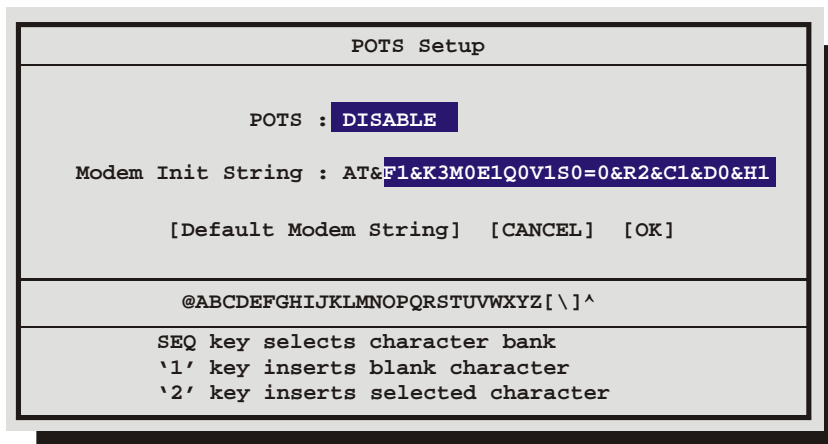 POTS Setup
POTS : DISABLE
Modem Init String : AT&F1&K3M0E1Q0V1S0=0&R2&C1&D0&H1
[Default Modem String] [CANCEL] [OK]
@ABCDEFGHIJKLMNOPQRSTUVWXYZ[\]^
SEQ key selects character bank
‘1’ key inserts blank character
‘2’ key inserts selected character